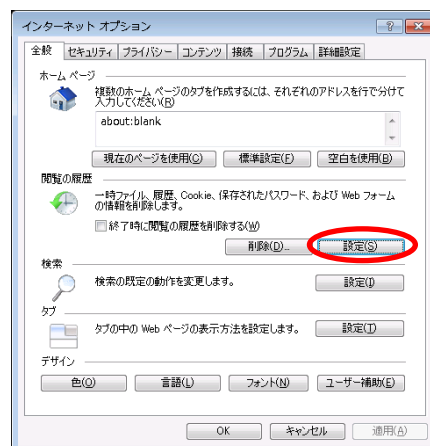 インターネット オプション
全般 セキュリティ プライバシー コンテンツ 接続 プログラム 詳細設定
ホーム ページ
複数のホーム ページのタブを作成するには、それぞれのアドレスを行で分けて
入力してください(R)
about:blank
現在のページを使用(C) 標準設定(F) 空白を使用(B)
閲覧の履歴
一時ファイル、履歴、Cookie、保存されたパスワード、および Web フォーム
の情報を削除します。
終了時に閲覧の履歴を削除する(W)
削除(D)... 設定(S)
検索
検索の既定の動作を変更します。 設定(I)
タブ
タブの中の Web ページの表示方法を設定します。 設定(T)
デザイン
色(O) 言語(L) フォント(N) ユーザー補助(E)
OK キャンセル 適用(A)